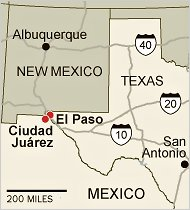 Albuquerque
40
NEW MEXICO
TEXAS
20
El Paso
Ciudad
Juárez
10
San
Antonio
MEXICO
200 MILES